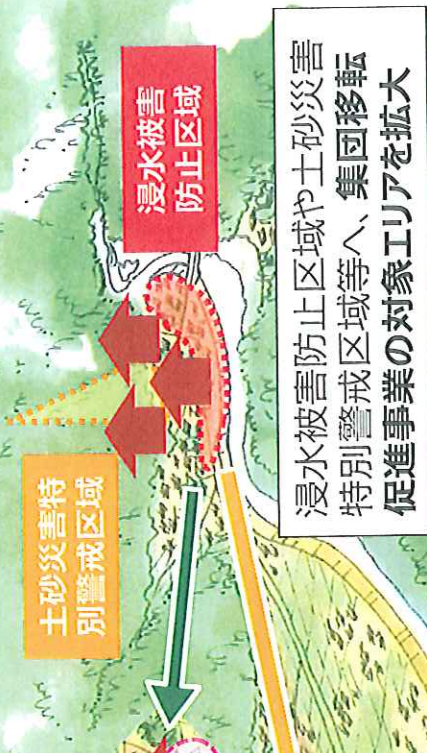 土砂災害特
別警戒区域
浸水被害
防止区域
浸水被害防止区域や土砂災害
特別警戒区域等へ、集団移転
促進事業の対象エリアを拡大